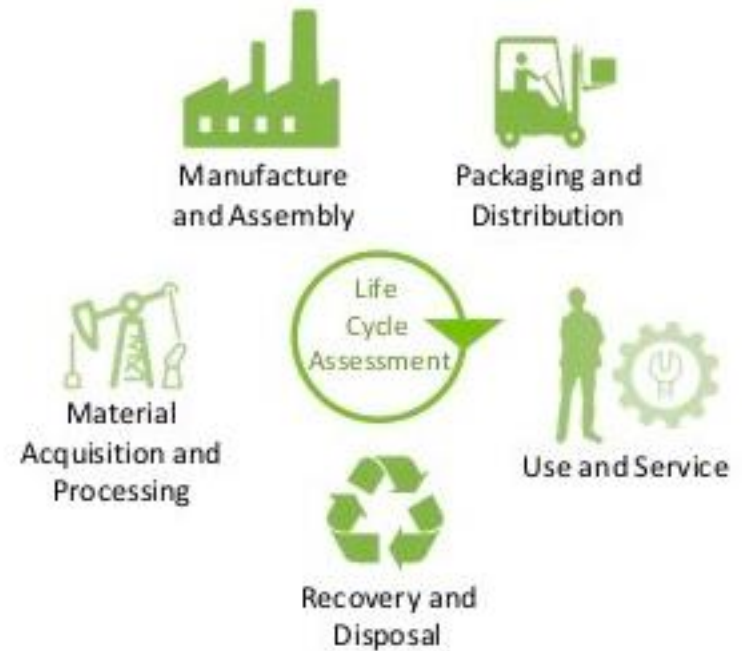 Manufacture
and Assembly
Packaging and
Distribution
Life
Cycle
Assessment
Material
Acquisition and
Processing
Use and Service
Recovery and
Disposal